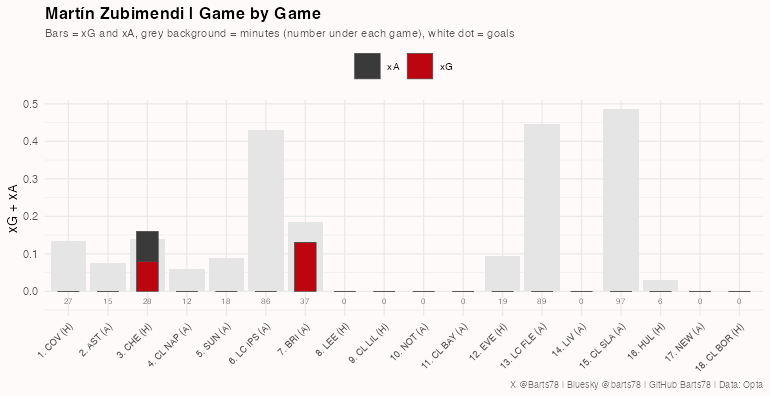 Martín Zubimendi | Game by Game
Bars = xG and xA, grey background = minutes (number under each game), white dot = goals
xA xG
xG + xA
0.5
0.4
0.3
0.2
0.1
0.0
27 15 28 12 18 86 37 0 0 0 0 19 89 0 97 6 0 0
1. COV (H)
2. AST (A)
3. CHE (H)
4. CL NAP (A)
5. SUN (A)
6. LC IPS (A)
7. BRI (A)
8. LEE (H)
9. CL LIL (H)
10. NOT (A)
11. CL BAY (A)
12. EVE (H)
13. LC FLE (A)
14. LIV (A)
15. CL SLA (A)
16. HUL (H)
17. NEW (A)
18. CL BOR (H)
X @Barts78 | Bluesky @barts78 | GitHub Barts78 | Data: Opta